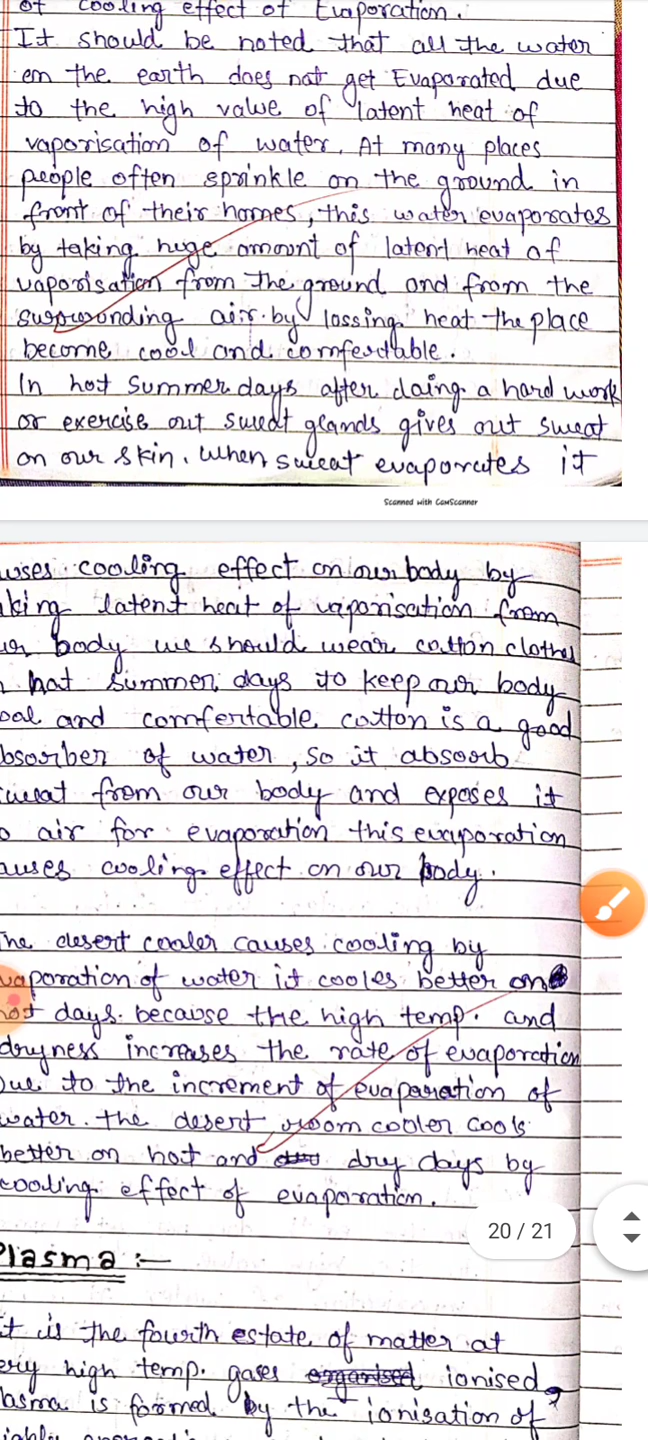 of cooling effect of Evaporation.
It should be noted that all the water
on the earth does not get Evaporated due
to the high value of latent heat of
vaporisation of water. At many places
people often sprinkle on the ground in
front of their homes, this water evaporates
by taking huge amount of latent heat of
vaporisation from the ground and from the
surrounding air. by lossing heat the place
become cool and comfertable.
In hot summer days after doing a hard work
or exercise out sweat glands gives out sweat
on our skin. When sweat evaporates it
Scanned with CamScanner
uses cooling effect on our body by
king latent heat of vaporisation from
ur body we should wear cotton clothes
hot summer days to keep our body
ool and comfertable. cotton is a good
bsorber of water, so it absorb
sweat from our body and exposes it
o air for evaporation this evaporation
auses cooling effect on our body.
The desert cooler causes cooling by
vaporation of water it cooles better on
hot days. because the high temp. and
dryness increases the rate of evaporation
Due to the increment of evaparation of
water. the desert room cooler cools
better on hot and dry days by
cooling effect of evaporation.
20 / 21
Plasma :-
it is the fourth estate of matter at
ery high temp. gases ionised,
lasma is formed by the ionisation of